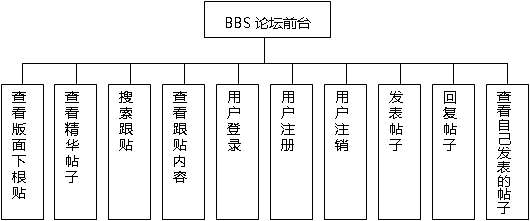 BBS 论坛前台
查看版面下根贴
查看精华帖子
搜索跟贴
查看跟贴内容
用户登录
用户注册
用户注销
发表帖子
回复帖子
查看自己发表的帖子